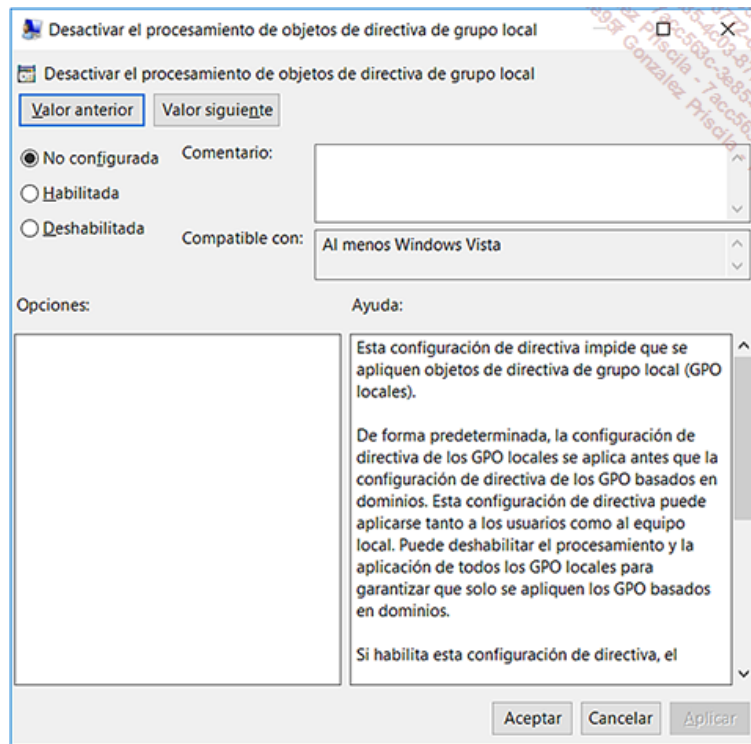 Desactivar el procesamiento de objetos de directiva de grupo local
Desactivar el procesamiento de objetos de directiva de grupo local
Valor anterior
Valor siguiente
No configurada
Comentario:
Habilitada
Deshabilitada
Compatible con:
Al menos Windows Vista
Opciones:
Ayuda:
Esta configuración de directiva impide que se
apliquen objetos de directiva de grupo local (GPO
locales).
De forma predeterminada, la configuración de
directiva de los GPO locales se aplica antes que la
configuración de directiva de los GPO basados en
dominios. Esta configuración de directiva puede
aplicarse tanto a los usuarios como al equipo
local. Puede deshabilitar el procesamiento y la
aplicación de todos los GPO locales para
garantizar que solo se apliquen los GPO basados
en dominios.
Si habilita esta configuración de directiva, el
Aceptar
Cancelar
Aplicar